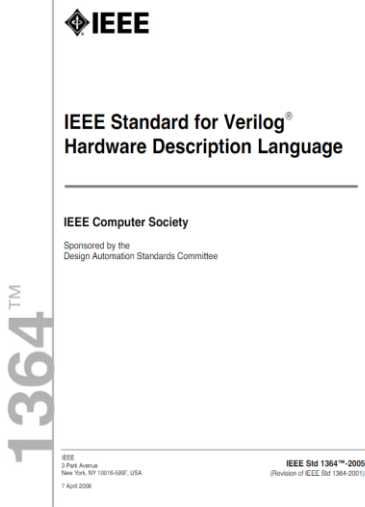 IEEE
IEEE Standard for Verilog®
Hardware Description Language
IEEE Computer Society
Sponsored by the
Design Automation Standards Committee
1364™
IEEE
3 Park Avenue
New York, NY 10016-5997, USA
7 April 2006
IEEE Std 1364™-2005
(Revision of IEEE Std 1364-2001)